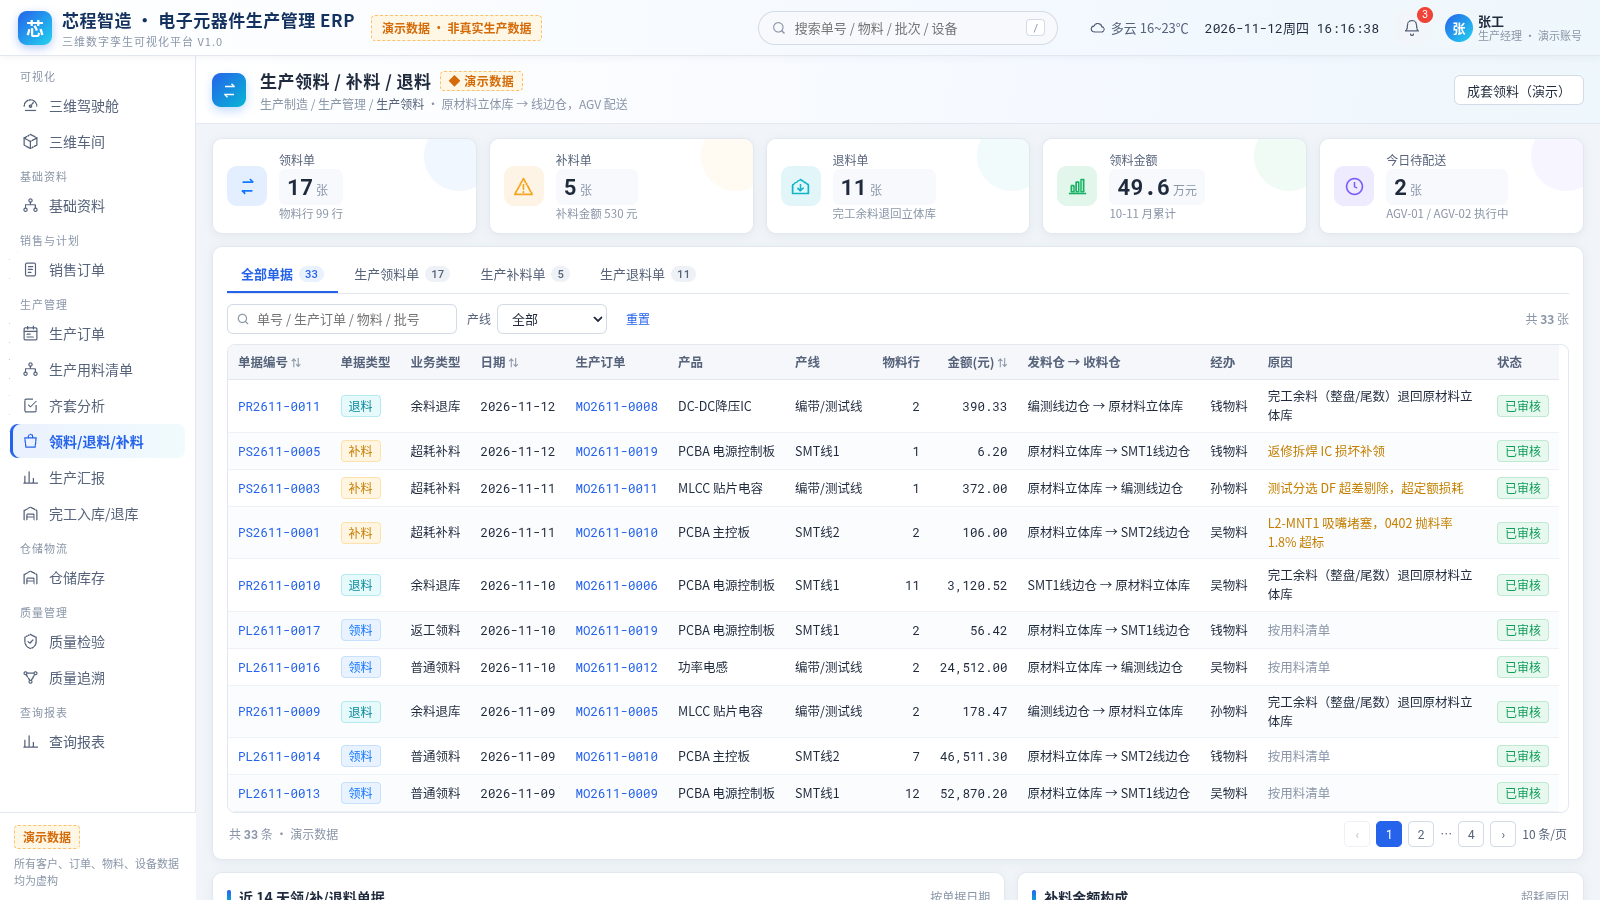 芯程智造 · 电子元器件生产管理 ERP
三维数字孪生可视化平台 V1.0
演示数据 · 非真实生产数据
搜索单号 / 物料 / 批次 / 设备
/
多云 16~23℃
2026-11-12周四 16:16:38
3
张
张工
生产经理 · 演示账号
可视化
三维驾驶舱
三维车间
基础资料
基础资料
销售与计划
销售订单
生产管理
生产订单
生产用料清单
齐套分析
领料/退料/补料
生产汇报
完工入库/退库
仓储物流
仓储库存
质量管理
质量检验
质量追溯
查询报表
查询报表
演示数据
所有客户、订单、物料、设备数据
均为虚构
生产领料 / 补料 / 退料
◆ 演示数据
生产制造 / 生产管理 / 生产领料 · 原材料立体库 → 线边仓，AGV 配送
成套领料（演示）
领料单
17 张
物料行 99 行
补料单
5 张
补料金额 530 元
退料单
11 张
完工余料退回立体库
领料金额
49.6 万元
10-11 月累计
今日待配送
2 张
AGV-01 / AGV-02 执行中
全部单据 33
生产领料单 17
生产补料单 5
生产退料单 11
单号 / 生产订单 / 物料 / 批号
产线
全部
重置
共 33 张
单据编号 ⇅ 单据类型 业务类型 日期 ⇅ 生产订单 产品 产线 物料行 金额(元) ⇅ 发料仓 → 收料仓 经办 原因 状态
PR2611-0011 退料 余料退库 2026-11-12 MO2611-0008 DC-DC降压IC 编带/测试线 2 390.33 编测线边仓 → 原材料立体库 钱物料 完工余料（整盘/尾数）退回原材料立
体库 已审核
PS2611-0005 补料 超耗补料 2026-11-12 MO2611-0019 PCBA 电源控制板 SMT线1 1 6.20 原材料立体库 → SMT1线边仓 钱物料 返修拆焊 IC 损坏补领 已审核
PS2611-0003 补料 超耗补料 2026-11-11 MO2611-0011 MLCC 贴片电容 编带/测试线 1 372.00 原材料立体库 → 编测线边仓 孙物料 测试分选 DF 超差剔除，超定额损耗 已审核
PS2611-0001 补料 超耗补料 2026-11-11 MO2611-0010 PCBA 主控板 SMT线2 2 106.00 原材料立体库 → SMT2线边仓 吴物料 L2-MNT1 吸嘴堵塞，0402 抛料率
1.8% 超标 已审核
PR2611-0010 退料 余料退库 2026-11-10 MO2611-0006 PCBA 电源控制板 SMT线1 11 3,120.52 SMT1线边仓 → 原材料立体库 吴物料 完工余料（整盘/尾数）退回原材料立
体库 已审核
PL2611-0017 领料 返工领料 2026-11-10 MO2611-0019 PCBA 电源控制板 SMT线1 2 56.42 原材料立体库 → SMT1线边仓 钱物料 按用料清单 已审核
PL2611-0016 领料 普通领料 2026-11-10 MO2611-0012 功率电感 编带/测试线 2 24,512.00 原材料立体库 → 编测线边仓 吴物料 按用料清单 已审核
PR2611-0009 退料 余料退库 2026-11-09 MO2611-0005 MLCC 贴片电容 编带/测试线 2 178.47 编测线边仓 → 原材料立体库 孙物料 完工余料（整盘/尾数）退回原材料立
体库 已审核
PL2611-0014 领料 普通领料 2026-11-09 MO2611-0010 PCBA 主控板 SMT线2 7 46,511.30 原材料立体库 → SMT2线边仓 钱物料 按用料清单 已审核
PL2611-0013 领料 普通领料 2026-11-09 MO2611-0009 PCBA 电源控制板 SMT线1 12 52,870.20 原材料立体库 → SMT1线边仓 吴物料 按用料清单 已审核
共 33 条 · 演示数据
‹ 1 2 ··· 4 › 10 条/页
近 14 天领/补/退料单据
按单据日期
补料金额构成
超耗原因